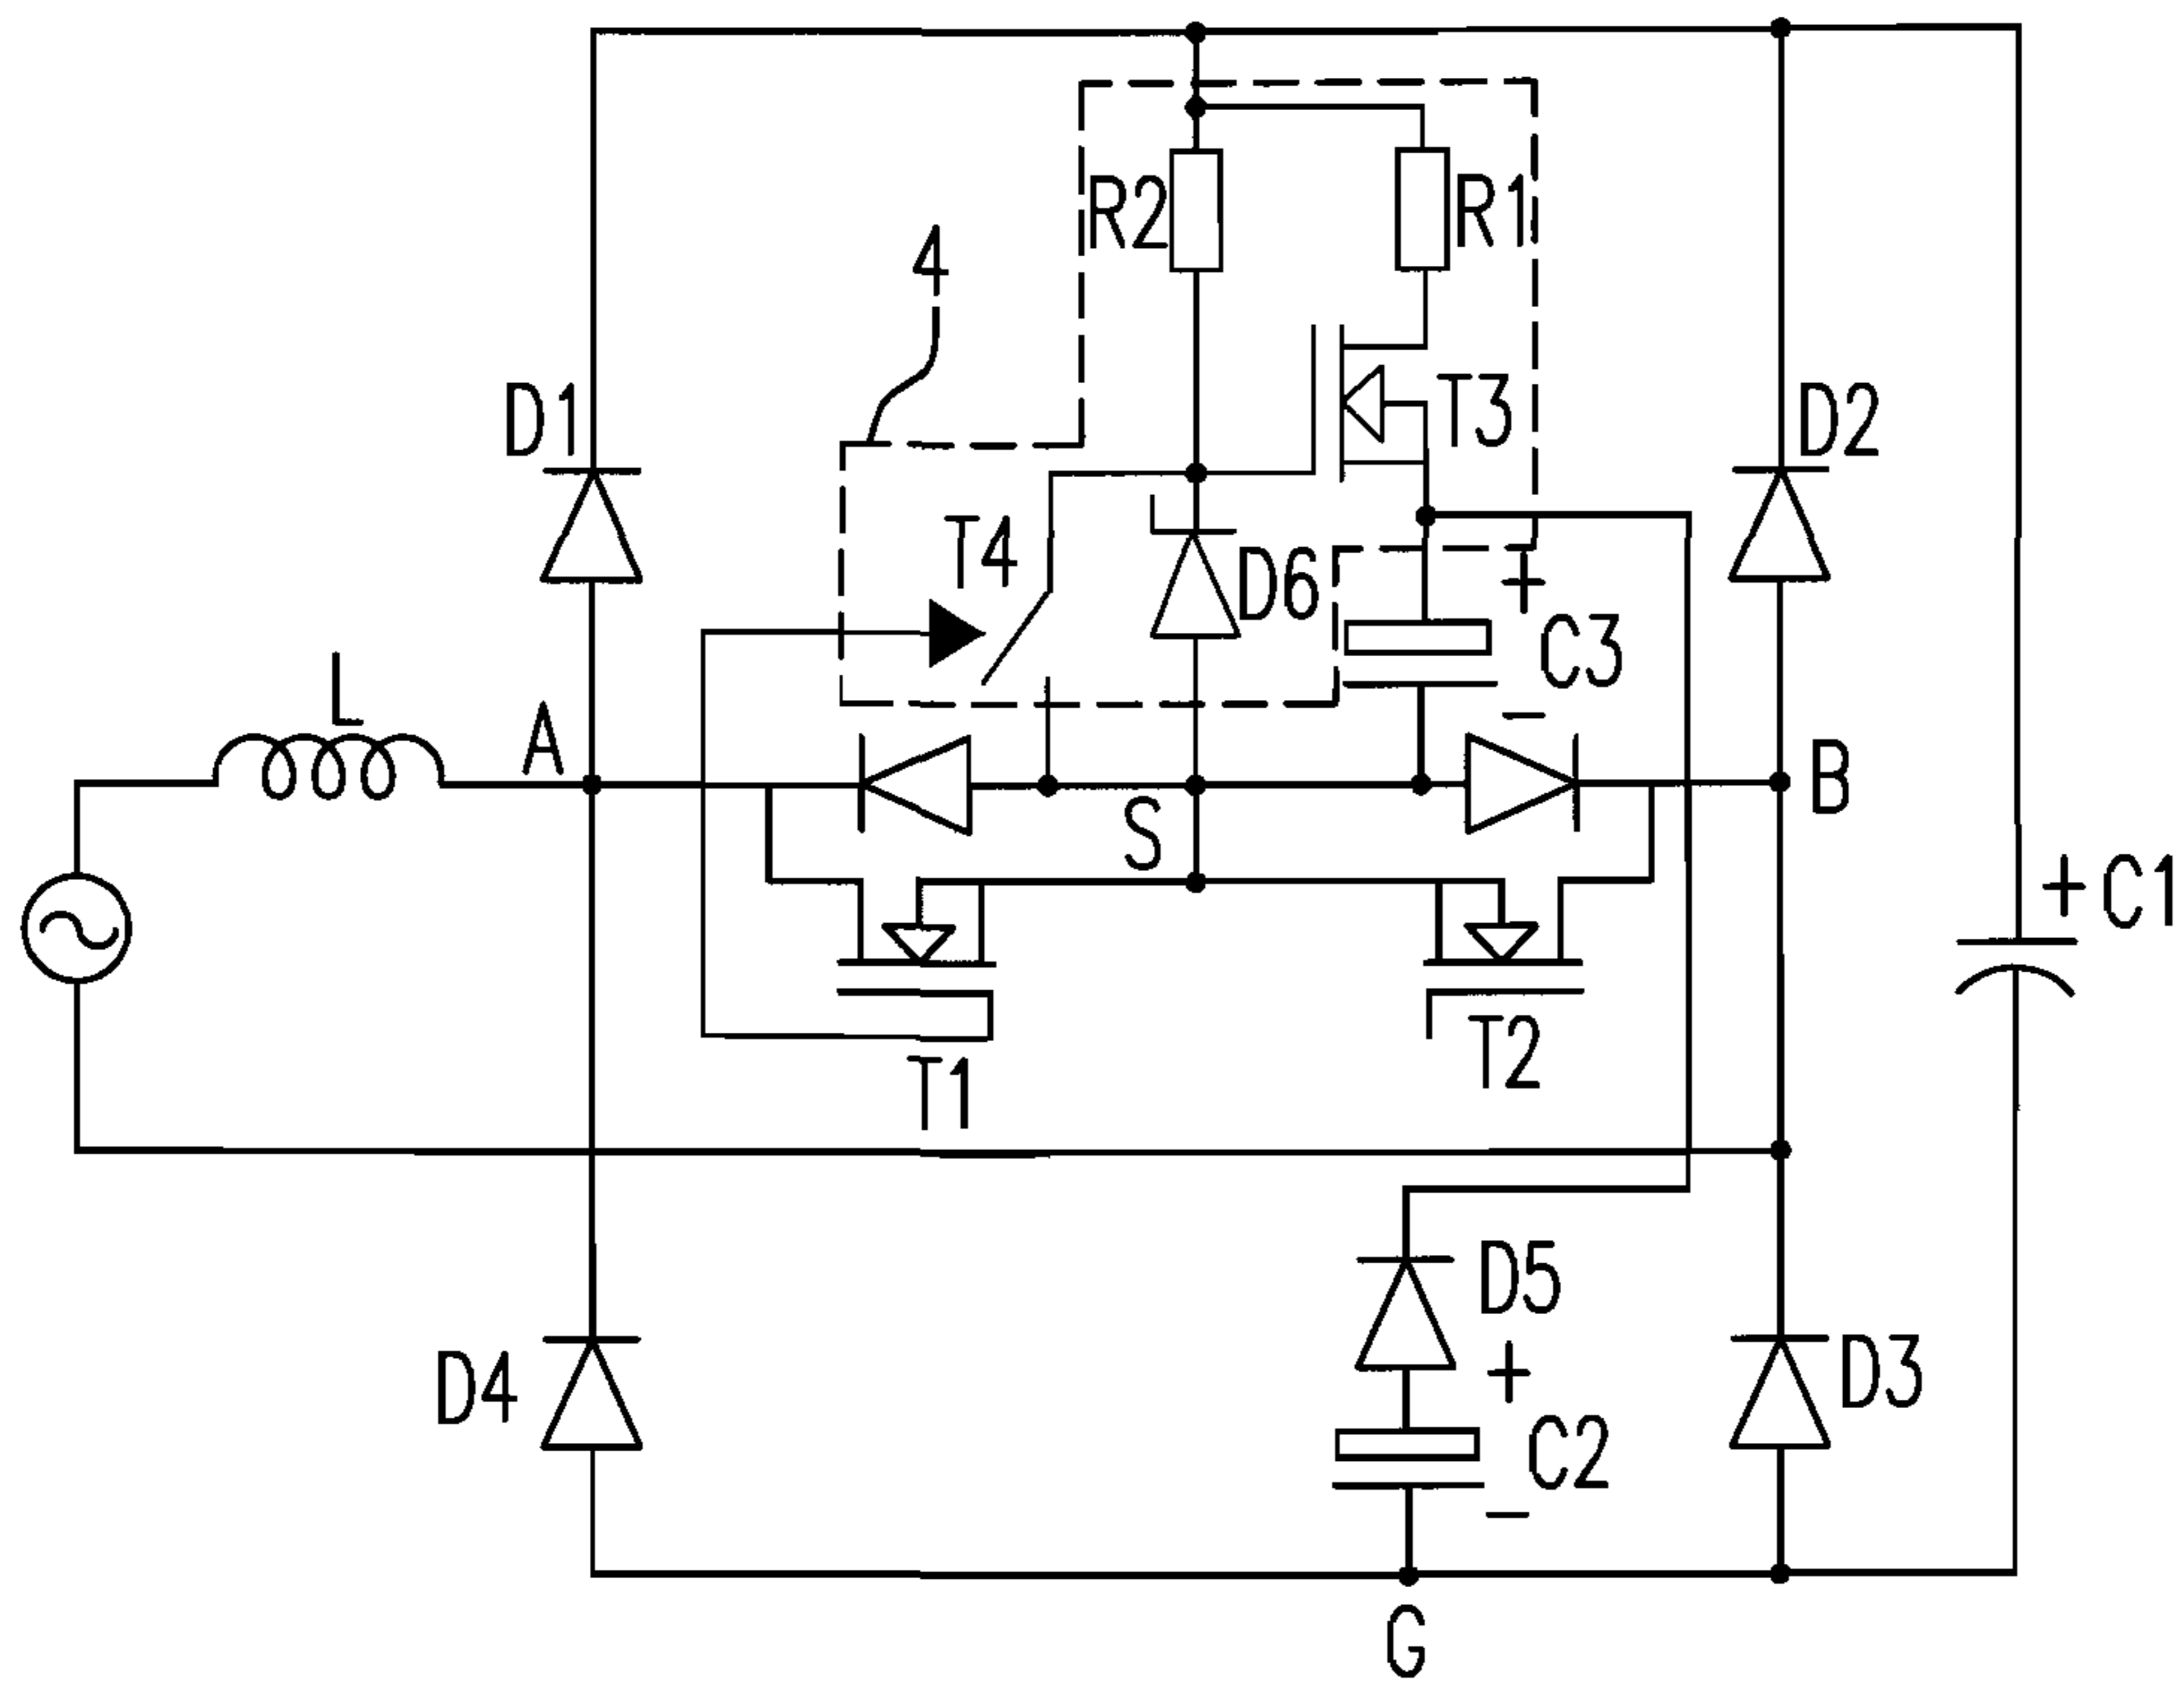 R2
R1
4
D1
T3
D2
T4
D6
+
C3
−
L
A
S
B
+
C1
T2
T1
D5
D4
+
D3
C2
−
G